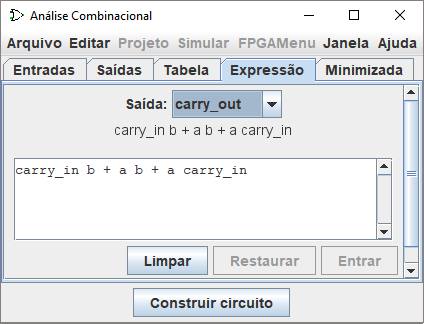 Análise Combinacional
Arquivo Editar Projeto Simular FPGAMenu Janela Ajuda
Entradas Saídas Tabela Expressão Minimizada
Saída: carry_out
carry_in b + a b + a carry_in
carry_in b + a b + a carry_in
Limpar Restaurar Entrar
Construir circuito